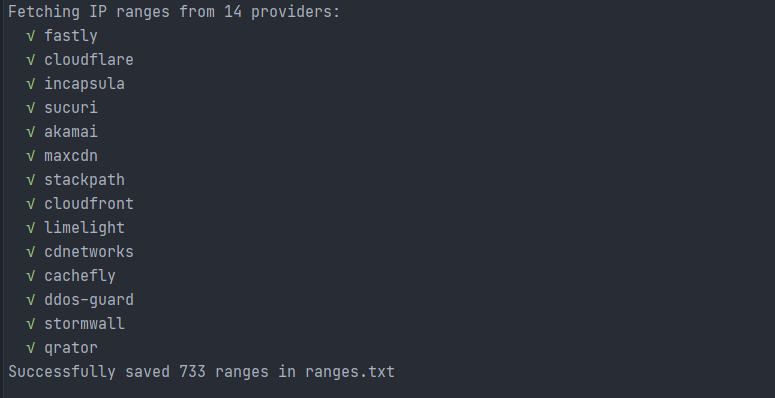 Fetching IP ranges from 14 providers:
√ fastly
√ cloudflare
√ incapsula
√ sucuri
√ akamai
√ maxcdn
√ stackpath
√ cloudfront
√ limelight
√ cdnetworks
√ cachefly
√ ddos-guard
√ stormwall
√ qrator
Successfully saved 733 ranges in ranges.txt